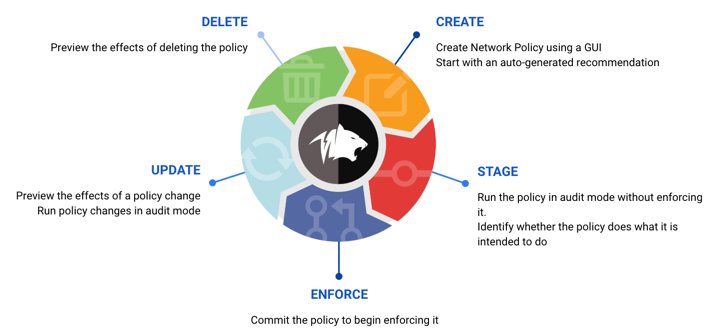 DELETE
Preview the effects of deleting the policy
CREATE
Create Network Policy using a GUI
Start with an auto-generated recommendation
UPDATE
Preview the effects of a policy change
Run policy changes in audit mode
STAGE
Run the policy in audit mode without enforcing
it.
Identify whether the policy does what it is
intended to do
ENFORCE
Commit the policy to begin enforcing it